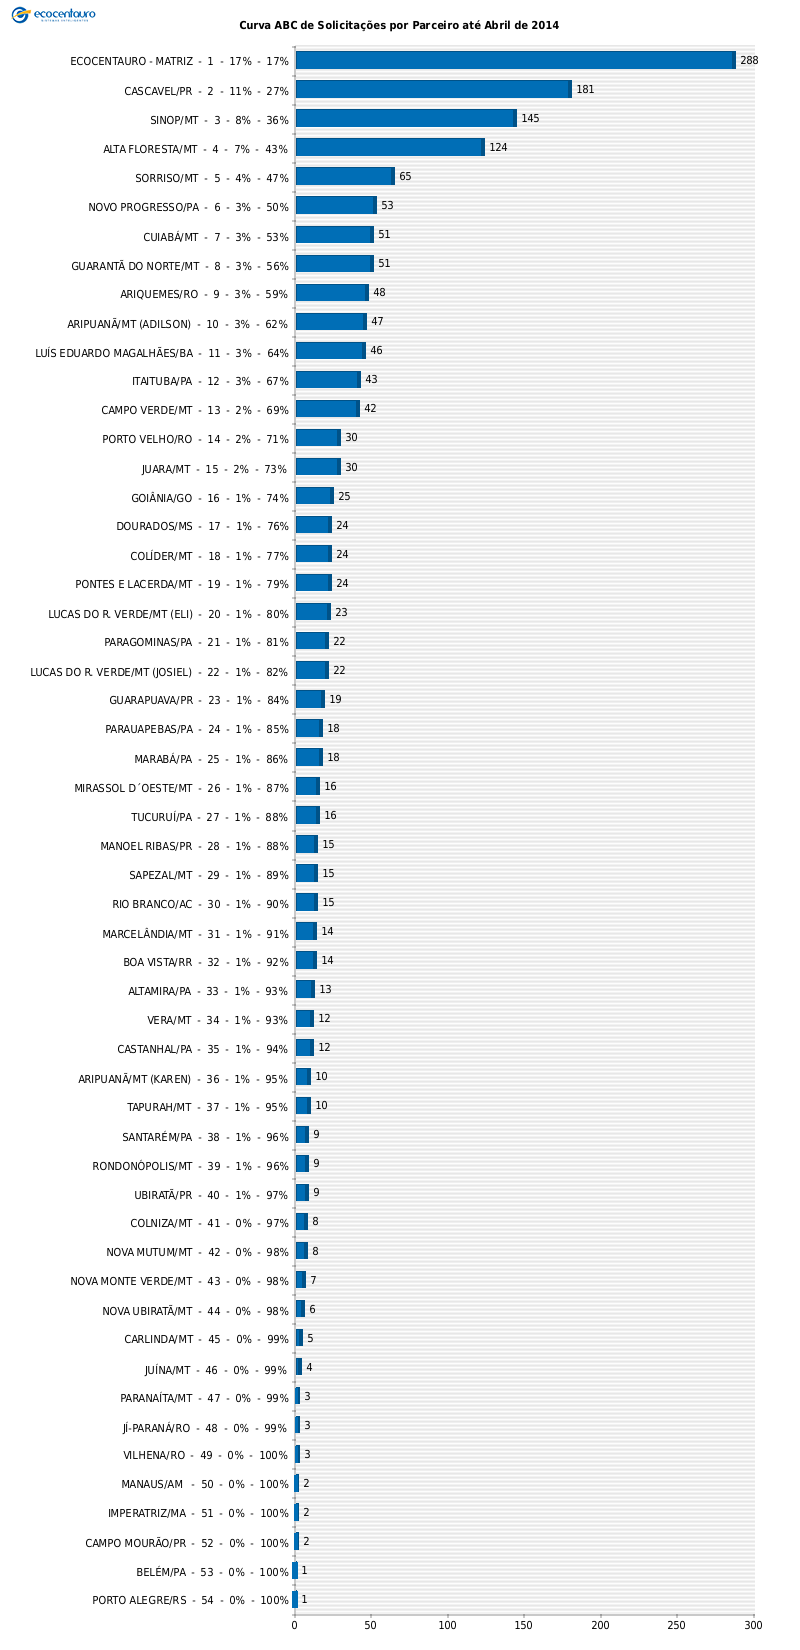 ecocentauro
Curva ABC de Solicitações por Parceiro até Abril de 2014
ECOCENTAURO - MATRIZ - 1 - 17% - 17% 288
CASCAVEL/PR - 2 - 11% - 27% 181
SINOP/MT - 3 - 8% - 36% 145
ALTA FLORESTA/MT - 4 - 7% - 43% 124
SORRISO/MT - 5 - 4% - 47% 65
NOVO PROGRESSO/PA - 6 - 3% - 50% 53
CUIABÁ/MT - 7 - 3% - 53% 51
GUARANTÃ DO NORTE/MT - 8 - 3% - 56% 51
ARIQUEMES/RO - 9 - 3% - 59% 48
ARIPUANÃ/MT (ADILSON) - 10 - 3% - 62% 47
LUÍS EDUARDO MAGALHÃES/BA - 11 - 3% - 64% 46
ITAITUBA/PA - 12 - 3% - 67% 43
CAMPO VERDE/MT - 13 - 2% - 69% 42
PORTO VELHO/RO - 14 - 2% - 71% 30
JUARA/MT - 15 - 2% - 73% 30
GOIÂNIA/GO - 16 - 1% - 74% 25
DOURADOS/MS - 17 - 1% - 76% 24
COLÍDER/MT - 18 - 1% - 77% 24
PONTES E LACERDA/MT - 19 - 1% - 79% 24
LUCAS DO R. VERDE/MT (ELI) - 20 - 1% - 80% 23
PARAGOMINAS/PA - 21 - 1% - 81% 22
LUCAS DO R. VERDE/MT (JOSIEL) - 22 - 1% - 82% 22
GUARAPUAVA/PR - 23 - 1% - 84% 19
PARAUAPEBAS/PA - 24 - 1% - 85% 18
MARABÁ/PA - 25 - 1% - 86% 18
MIRASSOL D´OESTE/MT - 26 - 1% - 87% 16
TUCURUÍ/PA - 27 - 1% - 88% 16
MANOEL RIBAS/PR - 28 - 1% - 88% 15
SAPEZAL/MT - 29 - 1% - 89% 15
RIO BRANCO/AC - 30 - 1% - 90% 15
MARCELÂNDIA/MT - 31 - 1% - 91% 14
BOA VISTA/RR - 32 - 1% - 92% 14
ALTAMIRA/PA - 33 - 1% - 93% 13
VERA/MT - 34 - 1% - 93% 12
CASTANHAL/PA - 35 - 1% - 94% 12
ARIPUANÃ/MT (KAREN) - 36 - 1% - 95% 10
TAPURAH/MT - 37 - 1% - 95% 10
SANTARÉM/PA - 38 - 1% - 96% 9
RONDONÓPOLIS/MT - 39 - 1% - 96% 9
UBIRATÃ/PR - 40 - 1% - 97% 9
COLNIZA/MT - 41 - 0% - 97% 8
NOVA MUTUM/MT - 42 - 0% - 98% 8
NOVA MONTE VERDE/MT - 43 - 0% - 98% 7
NOVA UBIRATÃ/MT - 44 - 0% - 98% 6
CARLINDA/MT - 45 - 0% - 99% 5
JUÍNA/MT - 46 - 0% - 99% 4
PARANAÍTA/MT - 47 - 0% - 99% 3
JÍ-PARANÁ/RO - 48 - 0% - 99% 3
VILHENA/RO - 49 - 0% - 100% 3
MANAUS/AM - 50 - 0% - 100% 2
IMPERATRIZ/MA - 51 - 0% - 100% 2
CAMPO MOURÃO/PR - 52 - 0% - 100% 2
BELÉM/PA - 53 - 0% - 100% 1
PORTO ALEGRE/RS - 54 - 0% - 100% 1
0 50 100 150 200 250 300